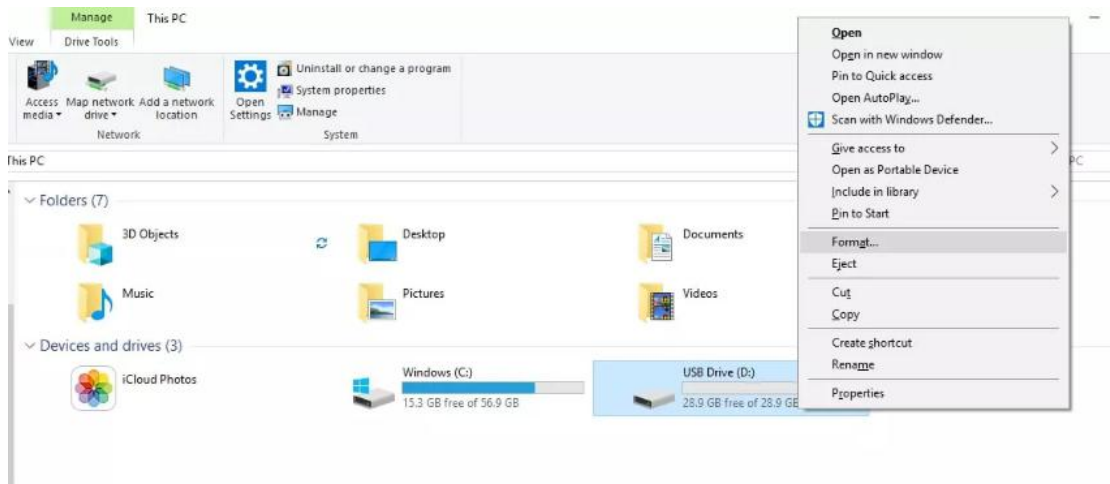 Manage This PC
View Drive Tools
Access media
Map network drive
Add a network location
Network
Open Settings
Uninstall or change a program
System properties
Manage
System
This PC
Folders (7)
3D Objects
Desktop
Documents
Music
Pictures
Videos
Devices and drives (3)
iCloud Photos
Windows (C:)
15.3 GB free of 56.9 GB
USB Drive (D:)
28.9 GB free of 28.9 GB
Open
Open in new window
Pin to Quick access
Open AutoPlay...
Scan with Windows Defender...
Give access to
Open as Portable Device
Include in library
Pin to Start
Format...
Eject
Cut
Copy
Create shortcut
Rename
Properties
PC